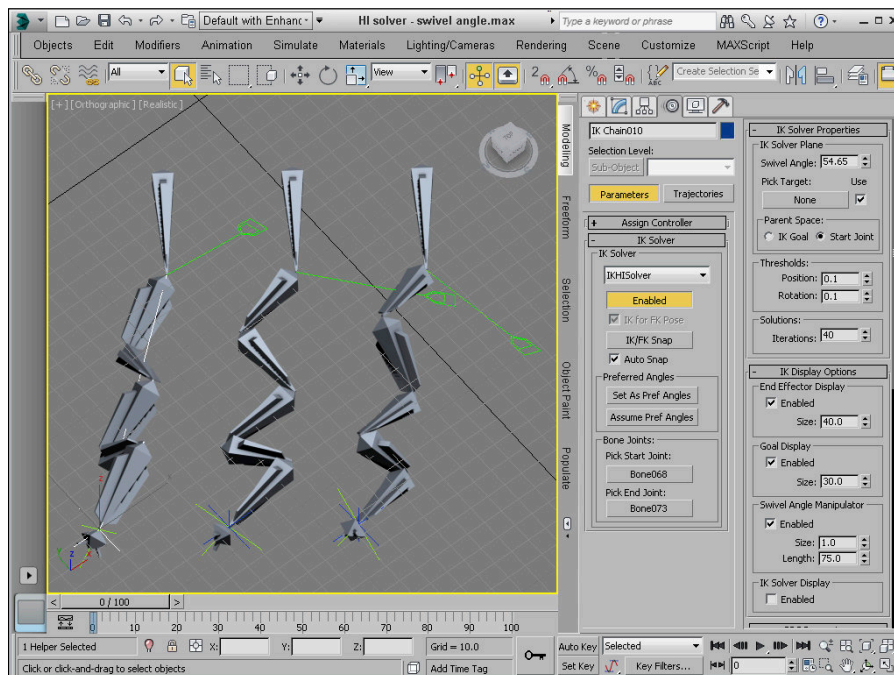 Default with Enhanc
HI solver - swivel angle.max
Type a keyword or phrase
Objects Edit Modifiers Animation Simulate Materials Lighting/Cameras Rendering Scene Customize MAXScript Help
All
View
Create Selection Se
[+] [Orthographic] [Realistic]
Modeling
Freeform
Selection
Object Paint
Populate
IK Chain010
Selection Level:
Sub-Object
Parameters Trajectories
+ Assign Controller
- IK Solver
IK Solver
IKHISolver
Enabled
IK for FK Pose
IK/FK Snap
Auto Snap
Preferred Angles
Set As Pref Angles
Assume Pref Angles
Bone Joints:
Pick Start Joint:
Bone068
Pick End Joint:
Bone073
- IK Solver Properties
IK Solver Plane
Swivel Angle: 54.65
Pick Target: Use
None
Parent Space:
IK Goal Start Joint
Thresholds:
Position: 0.1
Rotation: 0.1
Solutions:
Iterations: 40
- IK Display Options
End Effector Display
Enabled
Size: 40.0
Goal Display
Enabled
Size: 30.0
Swivel Angle Manipulator
Enabled
Size: 1.0
Length: 75.0
IK Solver Display
Enabled
z
x
y
z
< 0 / 100 >
0 10 20 30 40 50 60 70 80 90 100
1 Helper Selected X: Y: Z: Grid = 10.0
Click or click-and-drag to select objects Add Time Tag
Auto Key Selected
Set Key Key Filters... 0